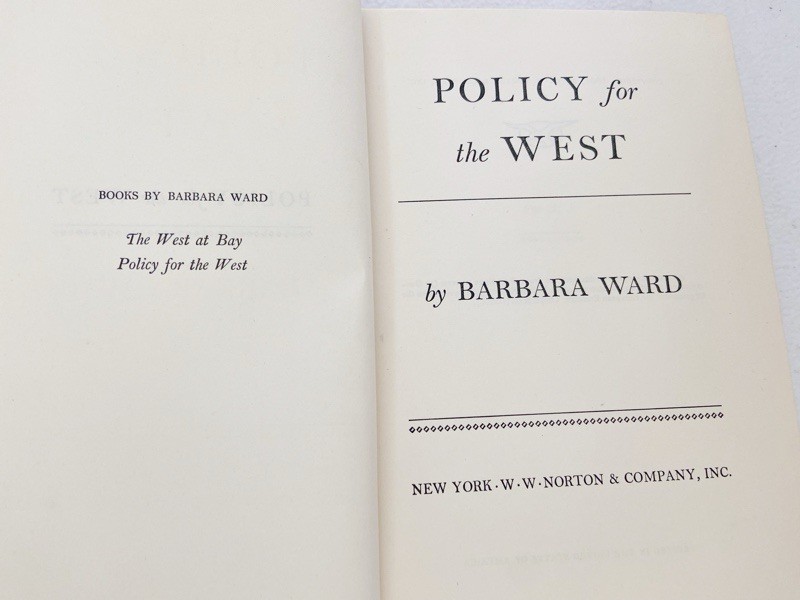 BOOKS BY BARBARA WARD
The West at Bay
Policy for the West
POLICY for
the WEST
by BARBARA WARD
NEW YORK · W · W · NORTON & COMPANY, INC.